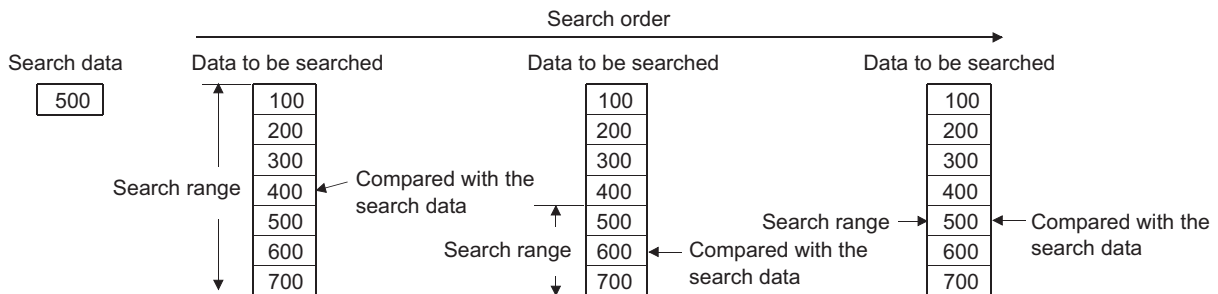 Search order
Search data
500
Data to be searched
100
200
300
400
500
600
700
Search range
Compared with the
search data
Data to be searched
100
200
300
400
500
600
700
Search range
Compared with the
search data
Data to be searched
100
200
300
400
500
600
700
Search range
Compared with the
search data